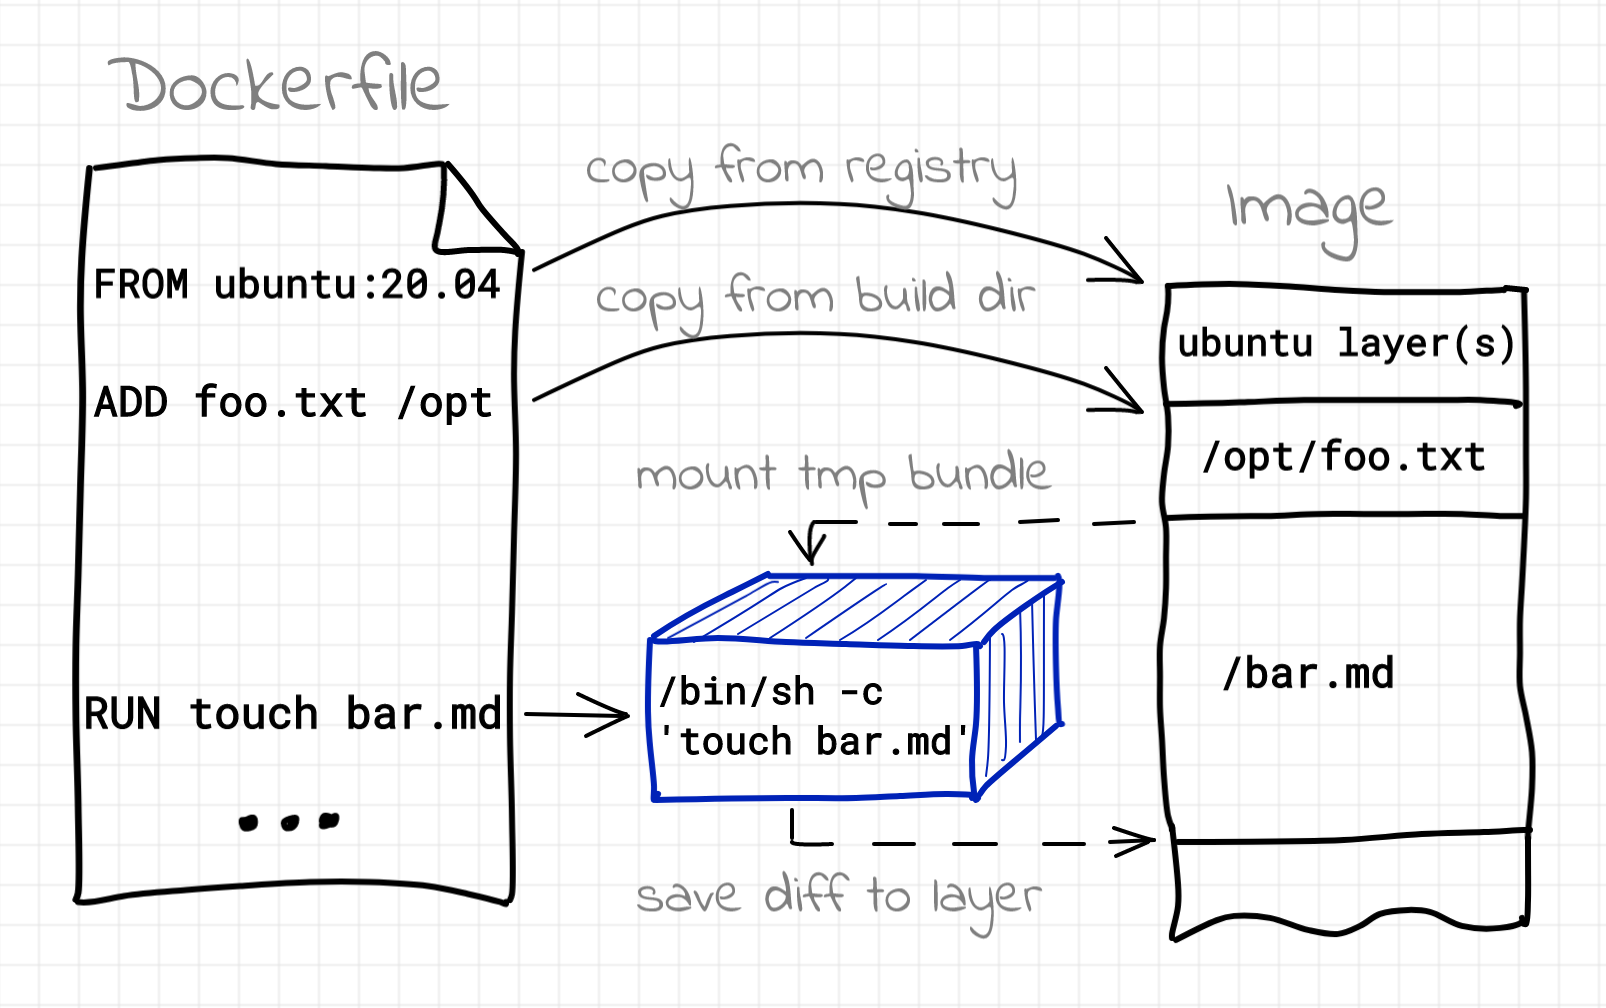 Dockerfile
copy from registry
Image
FROM ubuntu:20.04
copy from build dir
ubuntu layer(s)
ADD foo.txt /opt
/opt/foo.txt
mount tmp bundle
/bar.md
RUN touch bar.md
/bin/sh -c
'touch bar.md'
...
save diff to layer